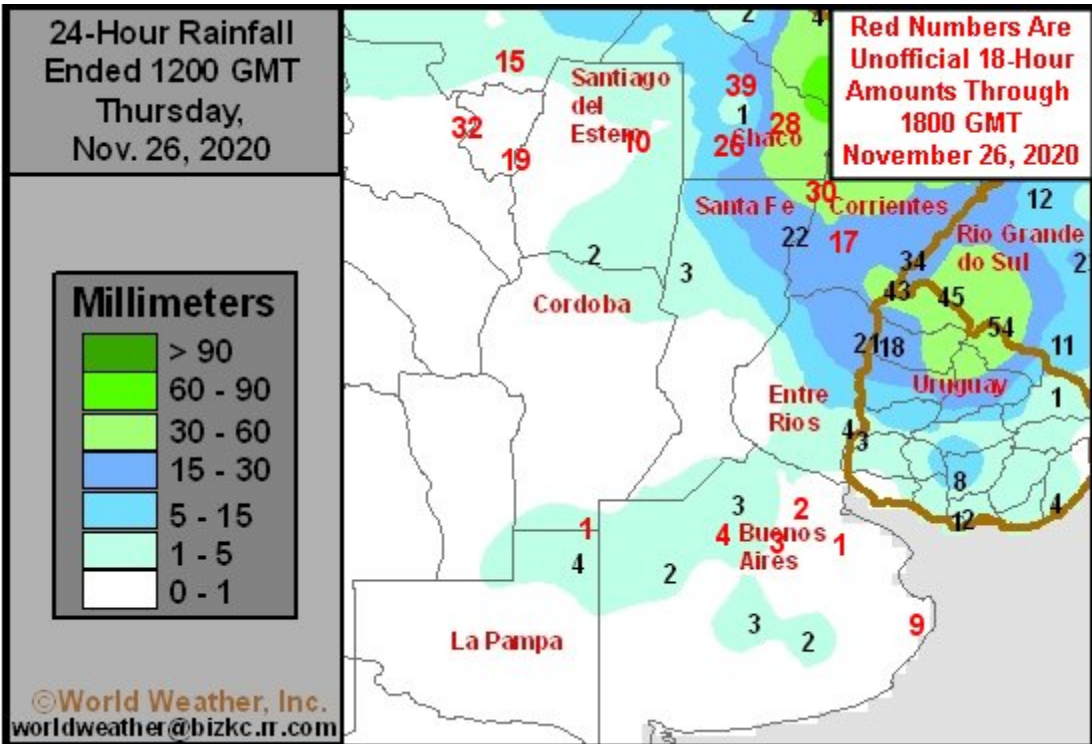 24-Hour Rainfall
Ended 1200 GMT
Thursday,
Nov. 26, 2020
Red Numbers Are
Unofficial 18-Hour
Amounts Through
1800 GMT
November 26, 2020
Millimeters
> 90
60 - 90
30 - 60
15 - 30
5 - 15
1 - 5
0 - 1
©World Weather, Inc.
worldweather@bizkc.rr.com
2
4
15
Santiago
del
Estero
10
39
1
Chaco
28
26
32
19
30
Santa Fe
Corrientes
12
22
17
Rio Grande
do Sul
2
2
3
34
Cordoba
43
45
54
21
18
11
Uruguay
1
Entre
Rios
4
3
8
4
12
3
2
1
4
Buenos
Aires
3
1
4
2
3
2
9
La Pampa